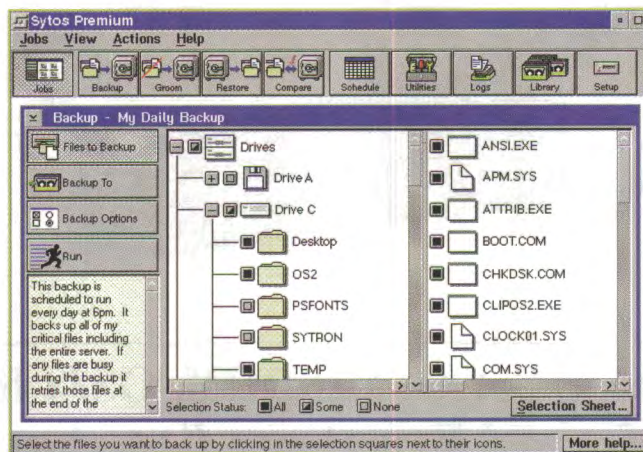 Sytos Premium
Jobs View Actions Help
Jobs Backup Groom Restore Compare Schedule Utilities Logs Library Setup
Backup - My Daily Backup
Files to Backup
Backup To
Backup Options
Run
This backup is
scheduled to run
every day at 6pm. It
backs up all of my
critical files including
the entire server. If
any files are busy
during the backup it
retries those files at
the end of the
Drives
Drive A
Drive C
Desktop
OS2
PSFONTS
SYTRON
TEMP
ANSI.EXE
APM.SYS
ATTRIB.EXE
BOOT.COM
CHKDSK.COM
CLIPOS2.EXE
CLOCK01.SYS
COM.SYS
Selection Status: All Some None
Selection Sheet...
Select the files you want to back up by clicking in the selection squares next to their icons.
More help...